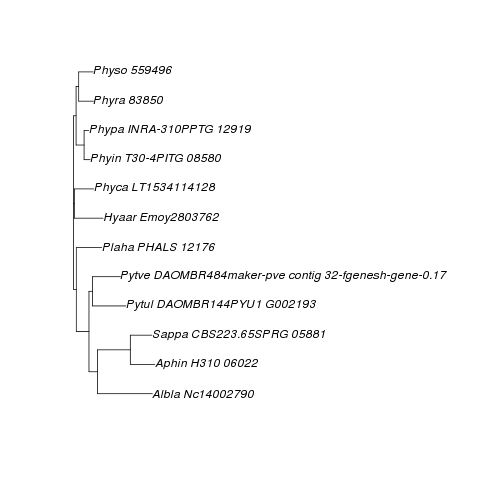 Physo 559496
Phyra 83850
Phypa INRA-310PPTG 12919
Phyin T30-4PITG 08580
Phyca LT1534114128
Hyaar Emoy2803762
Plaha PHALS 12176
Pytve DAOMBR484maker-pve contig 32-fgenesh-gene-0.17
Pytul DAOMBR144PYU1 G002193
Sappa CBS223.65SPRG 05881
Aphin H310 06022
Albla Nc14002790